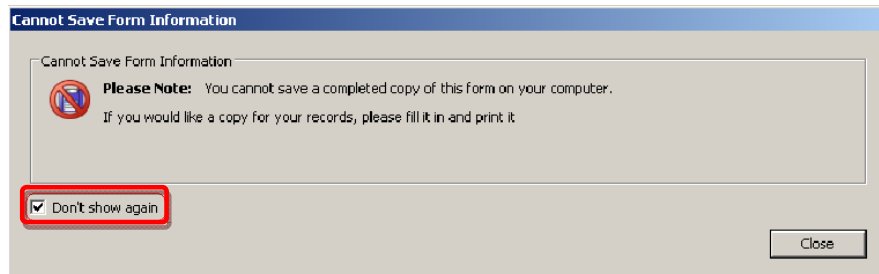 Cannot Save Form Information
Cannot Save Form Information
Please Note: You cannot save a completed copy of this form on your computer.
If you would like a copy for your records, please fill it in and print it
Don't show again
Close